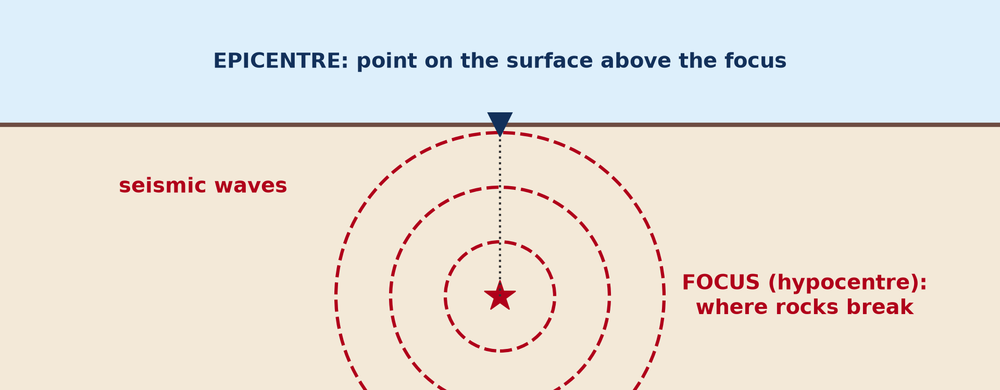 EPICENTRE: point on the surface above the focus
seismic waves
FOCUS (hypocentre):
where rocks break